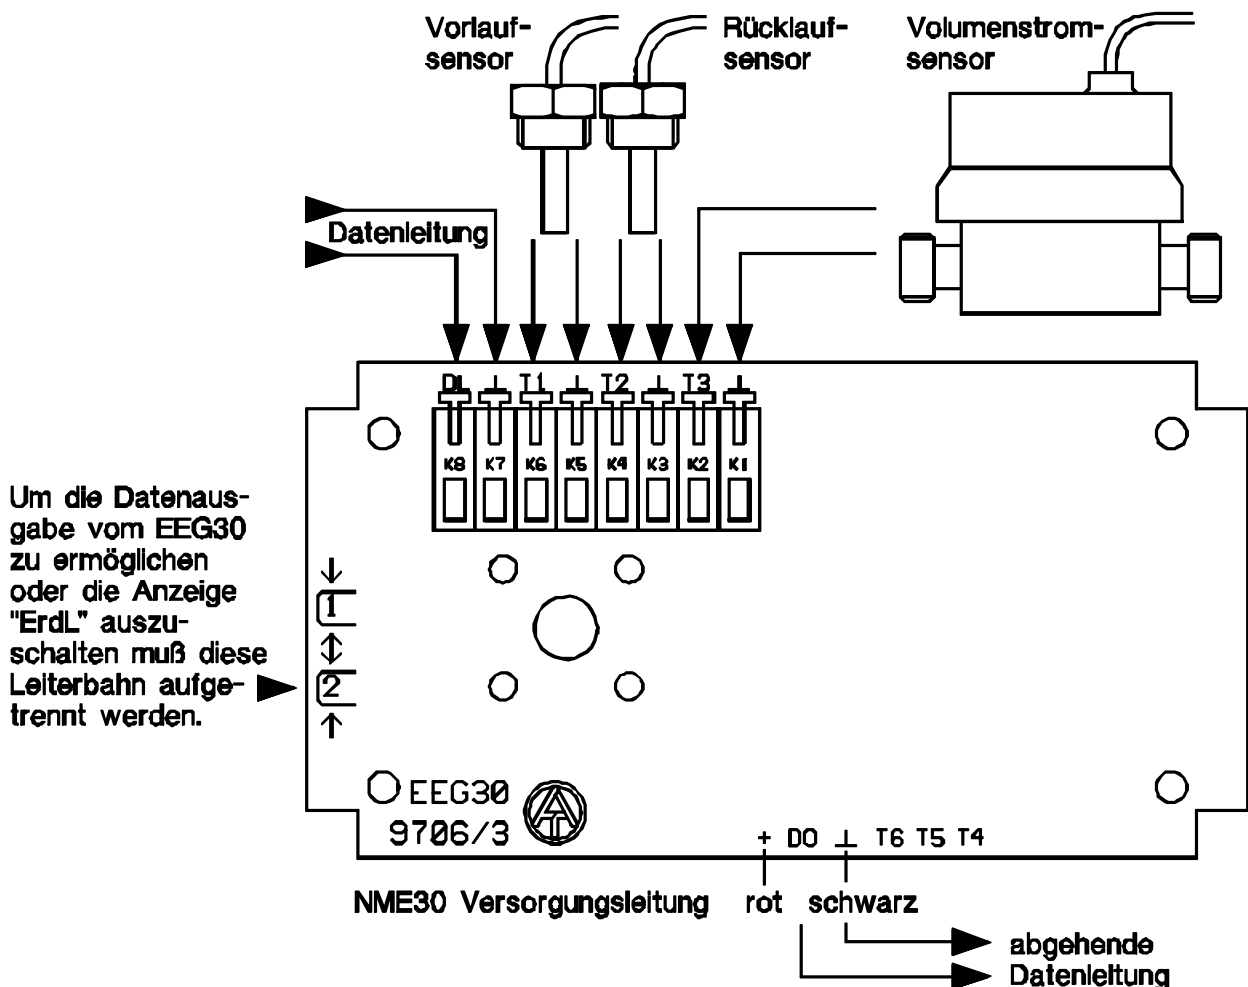 Vorlauf-
sensor
Rücklauf-
sensor
Volumenstrom-
sensor
Datenleitung
DI ⊥ T1 ⊥ T2 ⊥ T3 ⊥
K8 K7 K6 K5 K4 K3 K2 K1
Um die Datenaus-
gabe vom EEG30
zu ermöglichen
oder die Anzeige
"ErdL" auszu-
schalten muß diese
Leiterbahn aufge-
trennt werden.
1
2
EEG30
9706/3
+ DO ⊥ T6 T5 T4
NME30 Versorgungsleitung rot schwarz
abgehende
Datenleitung